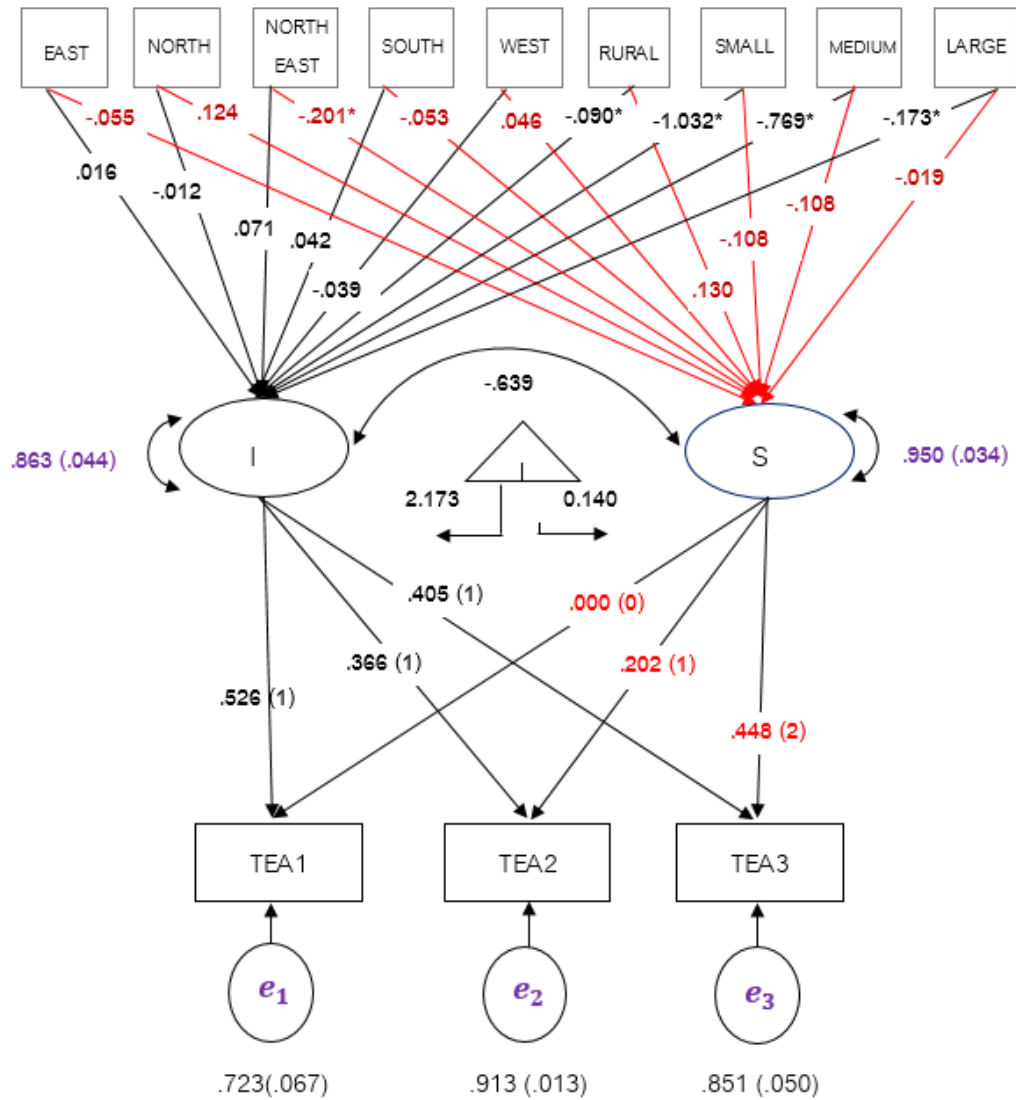 EAST
NORTH
NORTH
EAST
SOUTH
WEST
RURAL
SMALL
MEDIUM
LARGE
-.055
.124
-.201*
-.053
.046
-.090*
-1.032*
-.769*
-.173*
.016
-.012
.071
.042
-.039
.130
-.108
-.108
-.019
-.639
.863 (.044)
I
S
.950 (.034)
2.173
0.140
.405 (1)
.000 (0)
.366 (1)
.202 (1)
.526 (1)
.448 (2)
TEA1
TEA2
TEA3
e1
e2
e3
.723(.067)
.913 (.013)
.851 (.050)